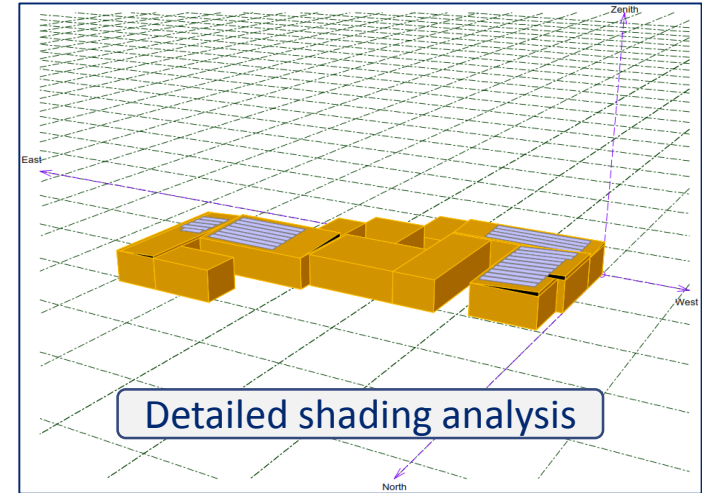 Zenith
East
West
Detailed shading analysis
North